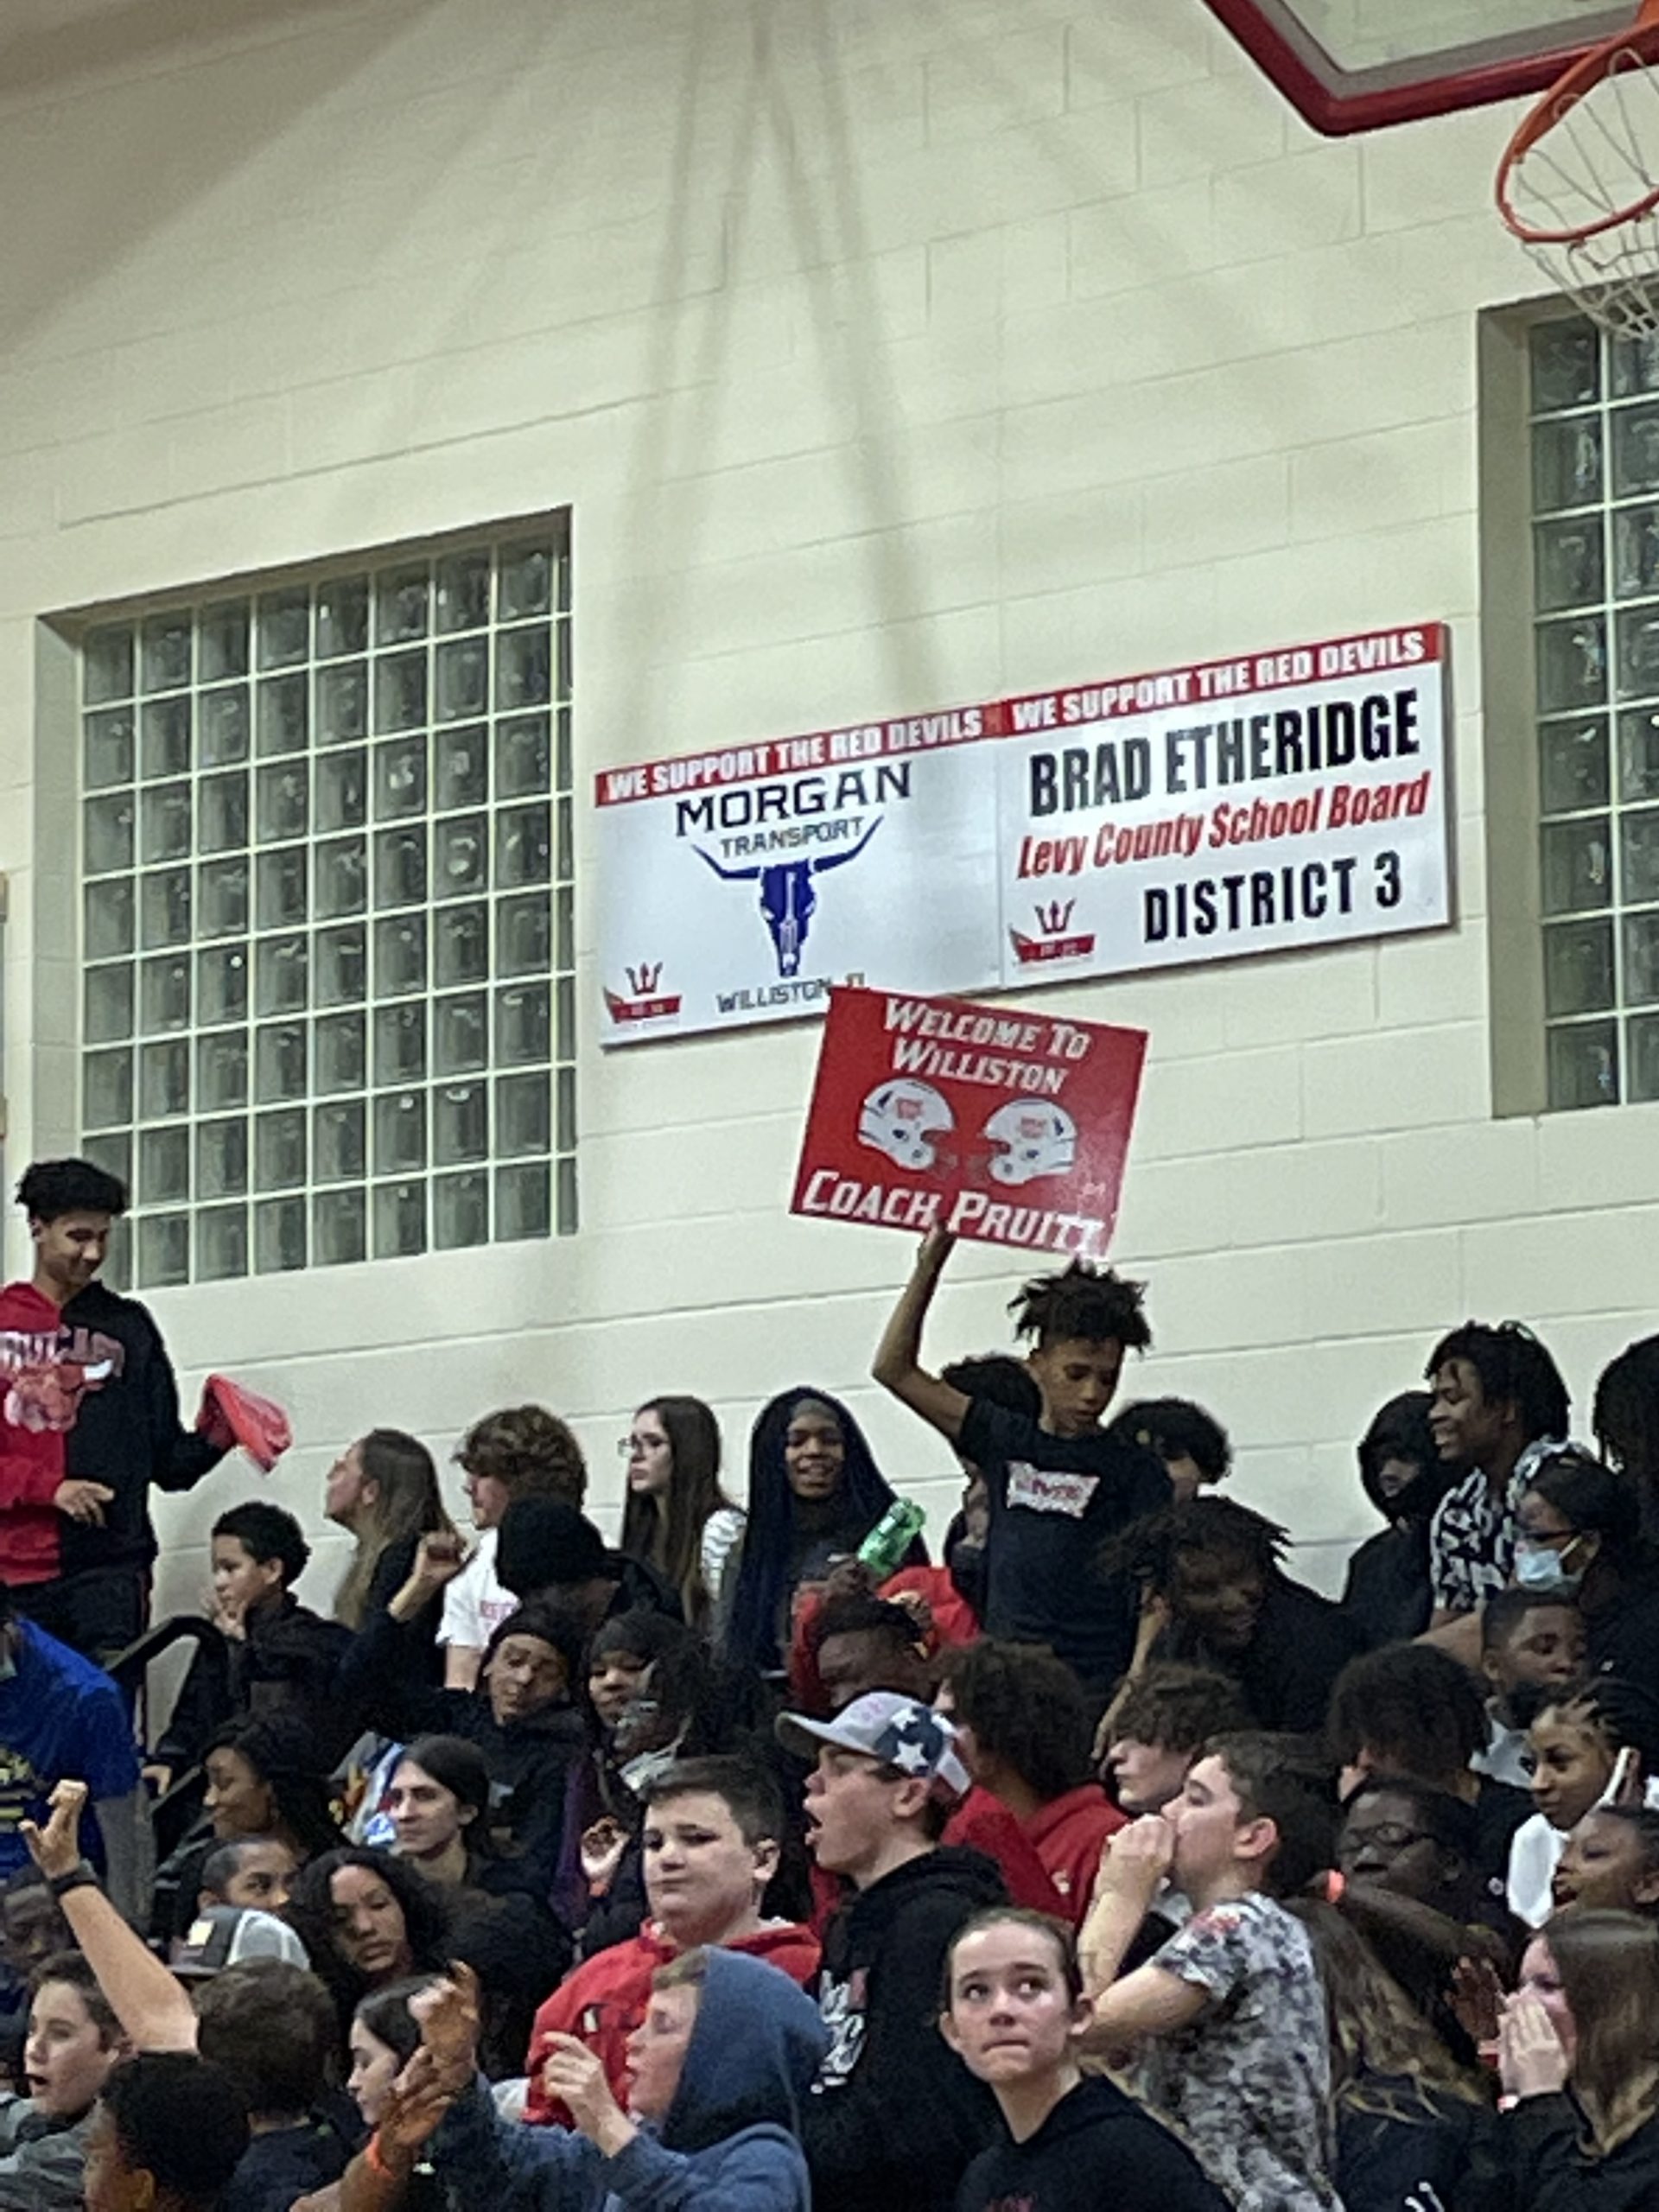 WE SUPPORT THE RED DEVILS
MORGAN
TRANSPORT
WILLISTON
WE SUPPORT THE RED DEVILS
BRAD ETHERIDGE
Levy County School Board
DISTRICT 3
WELCOME TO
WILLISTON
COACH PRUITT